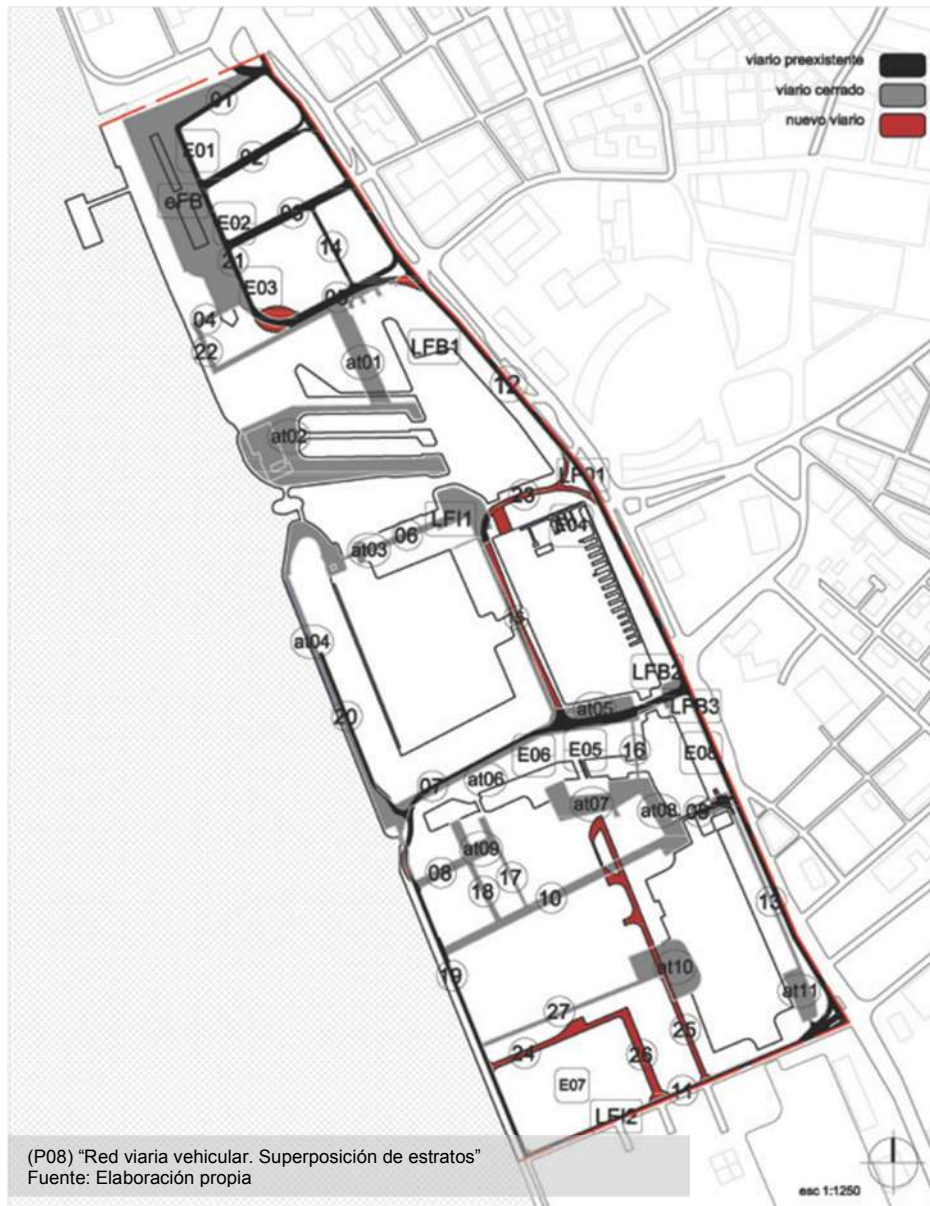 viario preexistente
viario cerrado
nuevo viario
01
E01
02
eFB
E02
03
14
21
E03
04
22
LFB1
at01
12
at02
23
LFI1
06
at03
E04
at04
LFB2
at05
LFB3
20
E06
E05
16
07
at06
at07
at08
at09
08
17
18
10
13
19
at10
at11
27
25
24
26
E07
11
LFI2
(P08) “Red viaria vehicular. Superposición de estratos”
Fuente: Elaboración propia
esc 1:1250